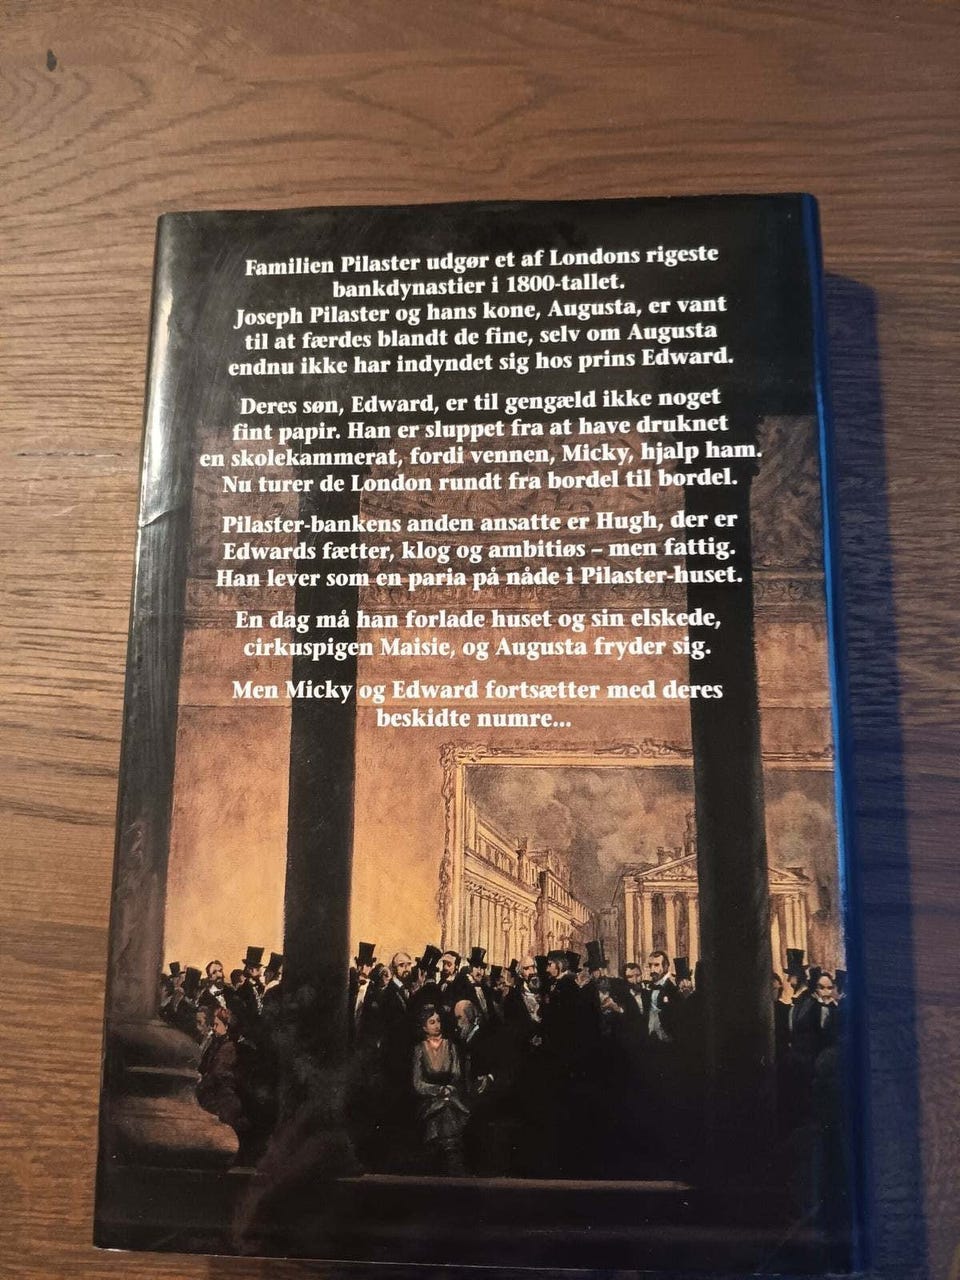 Familien Pilaster udgør et af Londons rigeste
bankdynastier i 1800-tallet.
Joseph Pilaster og hans kone, Augusta, er vant
til at færdes blandt de fine, selv om Augusta
endnu ikke har indyndet sig hos prins Edward.
Deres søn, Edward, er til gengæld ikke noget
fint papir. Han er sluppet fra at have druknet
en skolekammerat, fordi vennen, Micky, hjalp ham.
Nu turer de London rundt fra bordel til bordel.
Pilaster-bankens anden ansatte er Hugh, der er
Edwards fætter, klog og ambitiøs – men fattig.
Han lever som en paria på nåde i Pilaster-huset.
En dag må han forlade huset og sin elskede,
cirkuspigen Maisie, og Augusta fryder sig.
Men Micky og Edward fortsætter med deres
beskidte numre...